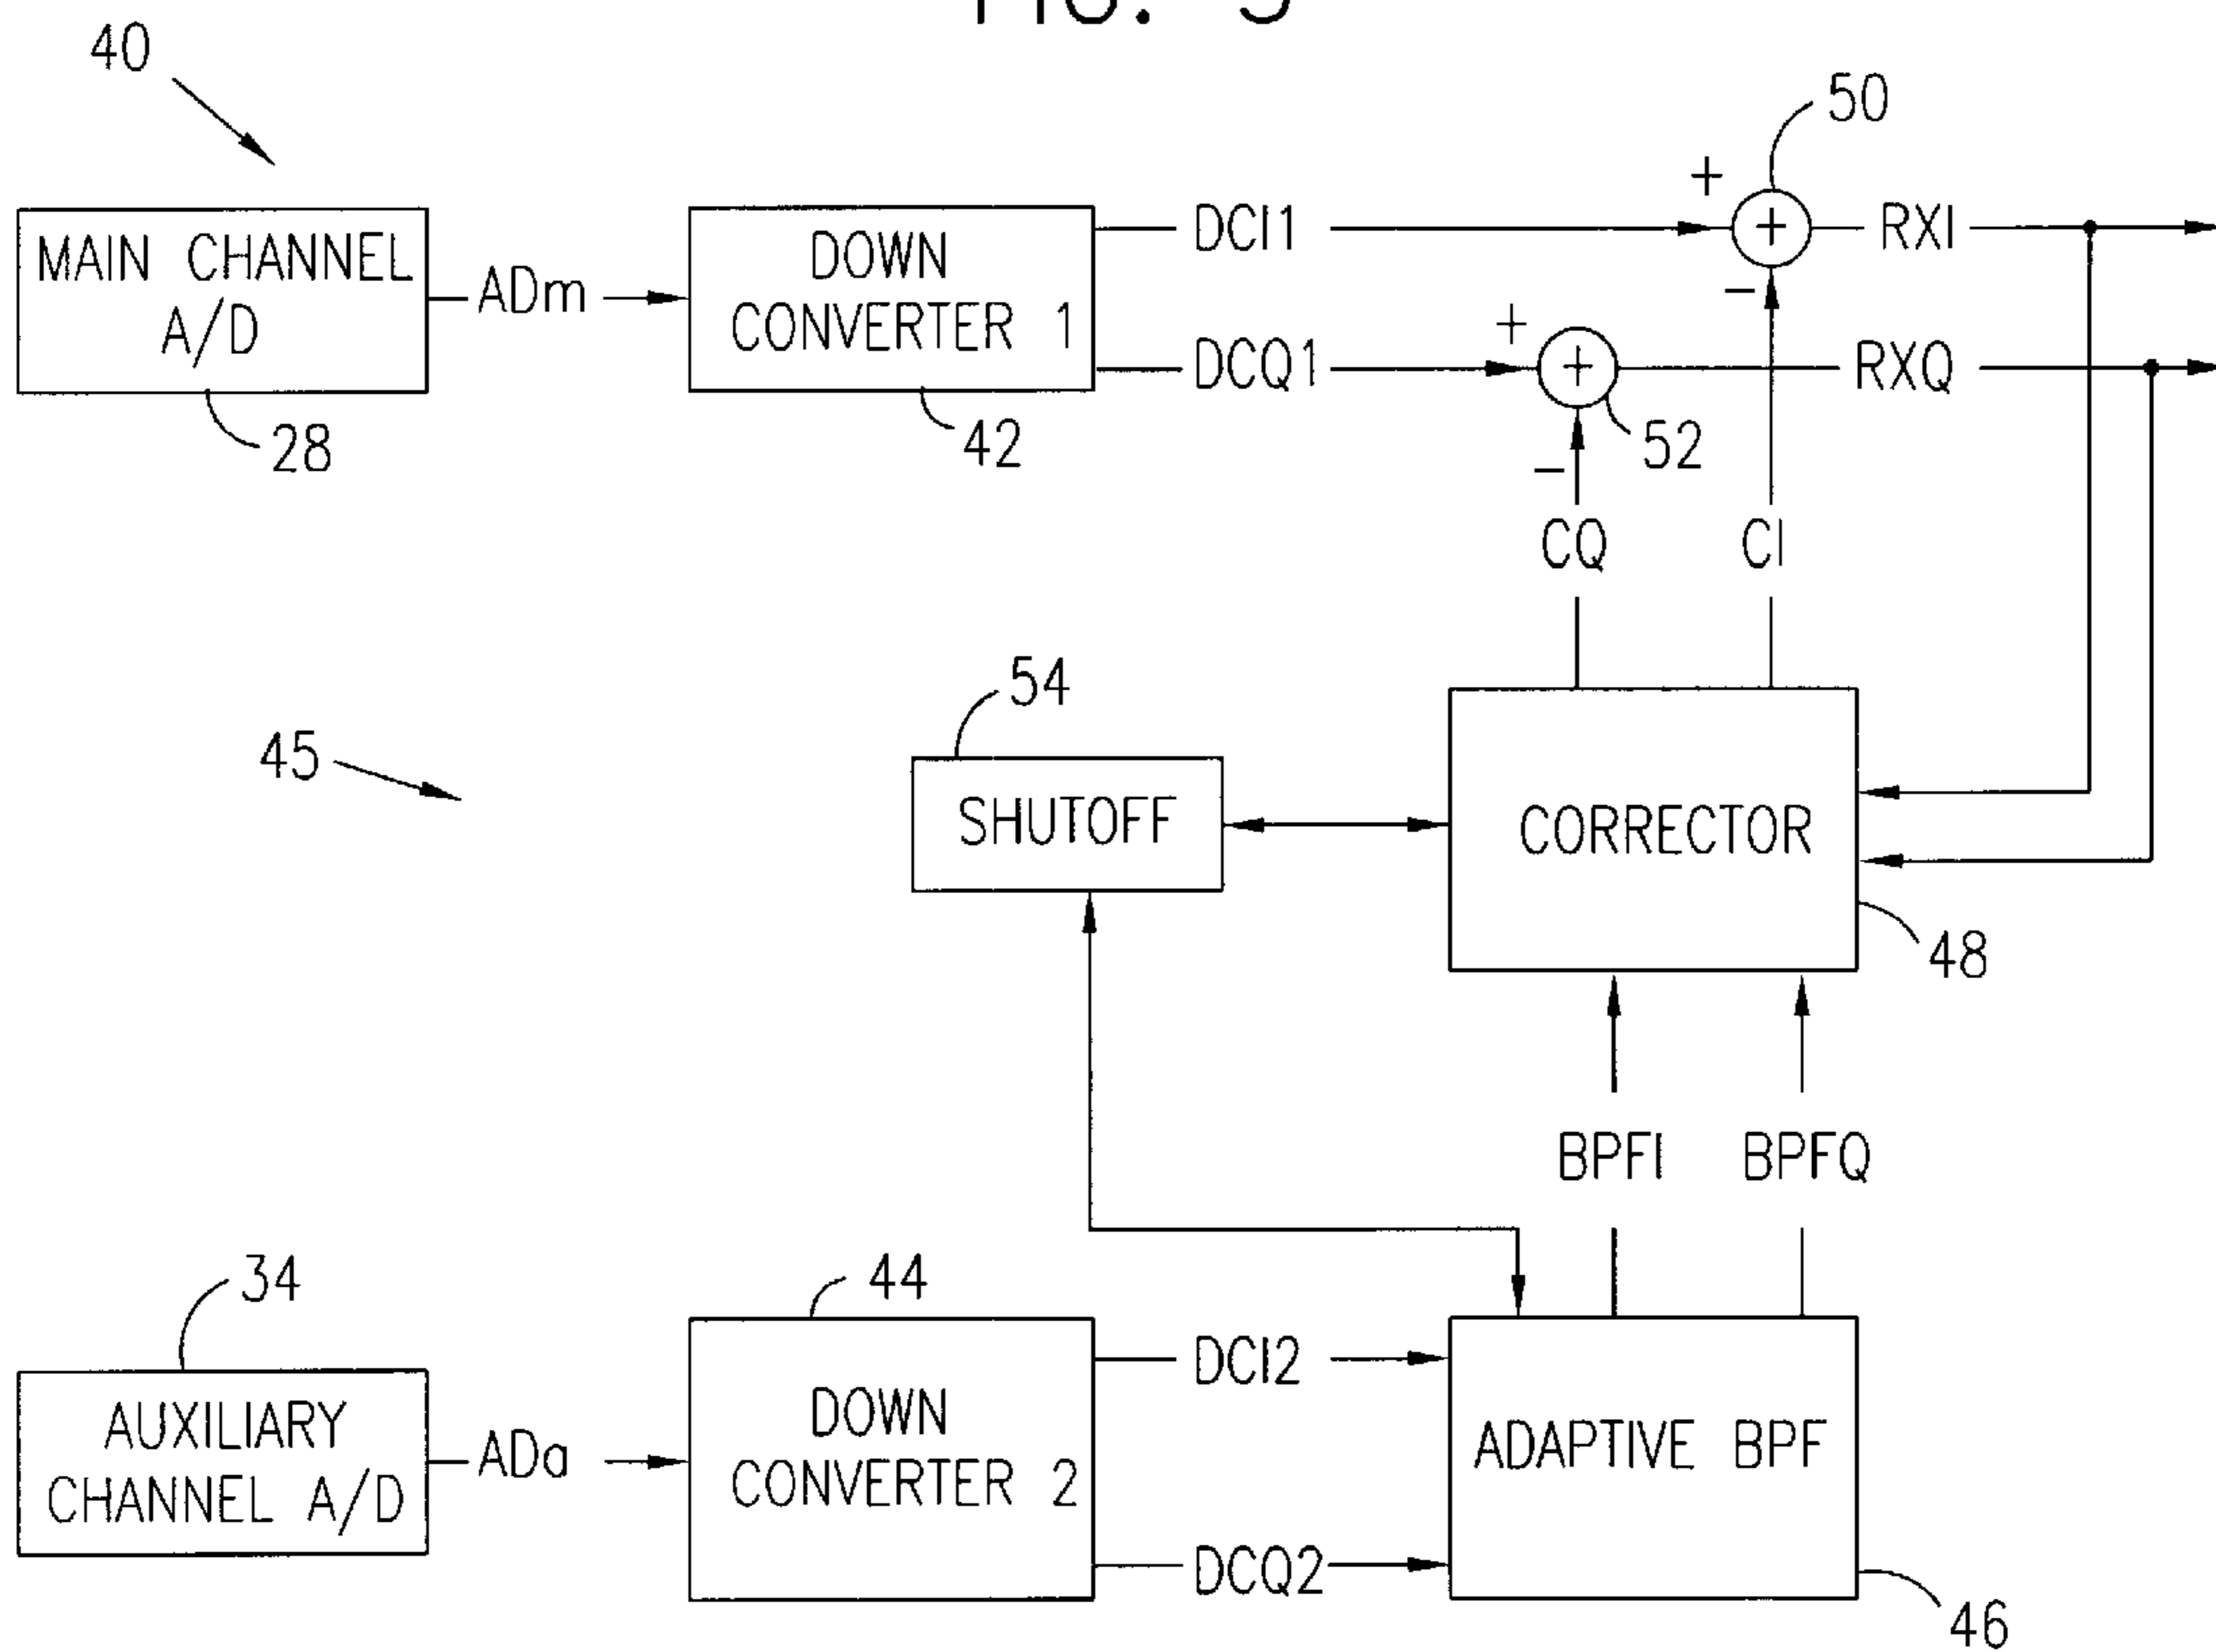 40
50
MAIN CHANNEL
A/D
28
ADm
DOWN
CONVERTER 1
42
DCI1
DCQ1
+
+
-
RXI
+
+
-
RXQ
52
CQ
CI
45
54
SHUTOFF
CORRECTOR
48
BPFI
BPFQ
34
AUXILIARY
CHANNEL A/D
ADa
44
DOWN
CONVERTER 2
DCI2
DCQ2
ADAPTIVE BPF
46